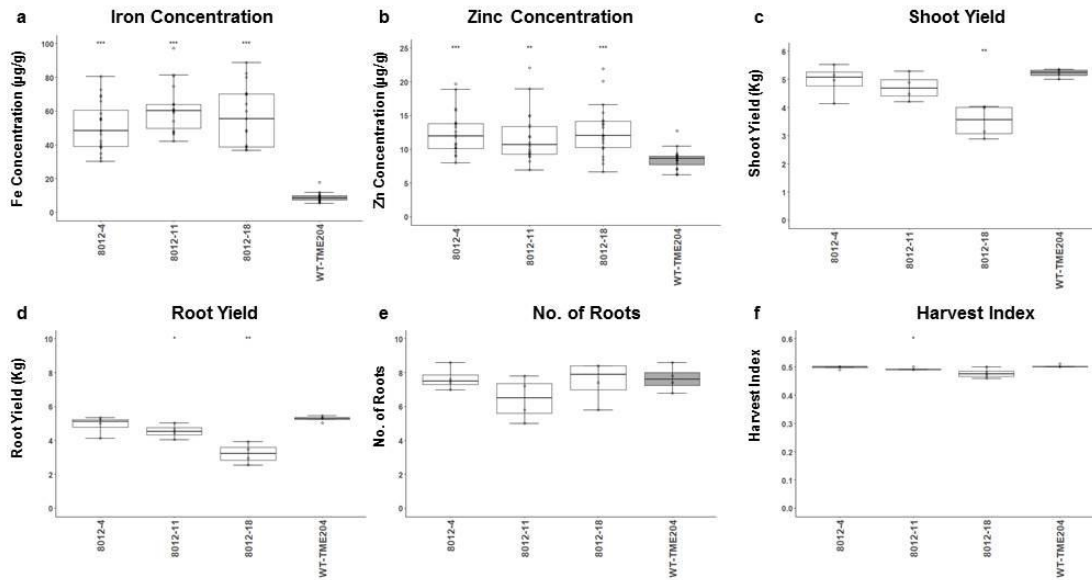 a Iron Concentration
Fe Concentration (µg/g)
100
80
60
40
20
0
*** *** ***
8012-4 8012-11 8012-18 WT-TME204
b Zinc Concentration
Zn Concentration (µg/g)
25
20
15
10
5
0
*** ** ***
8012-4 8012-11 8012-18 WT-TME204
c Shoot Yield
Shoot Yield (Kg)
6
5
4
3
2
1
0
**
8012-4 8012-11 8012-18 WT-TME204
d Root Yield
Root Yield (Kg)
10
8
6
4
2
0
* **
8012-4 8012-11 8012-18 WT-TME204
e No. of Roots
No. of Roots
10
8
6
4
2
0
8012-4 8012-11 8012-18 WT-TME204
f Harvest Index
Harvest Index
0.6
0.5
0.4
0.3
0.2
0.1
0.0
*
8012-4 8012-11 8012-18 WT-TME204